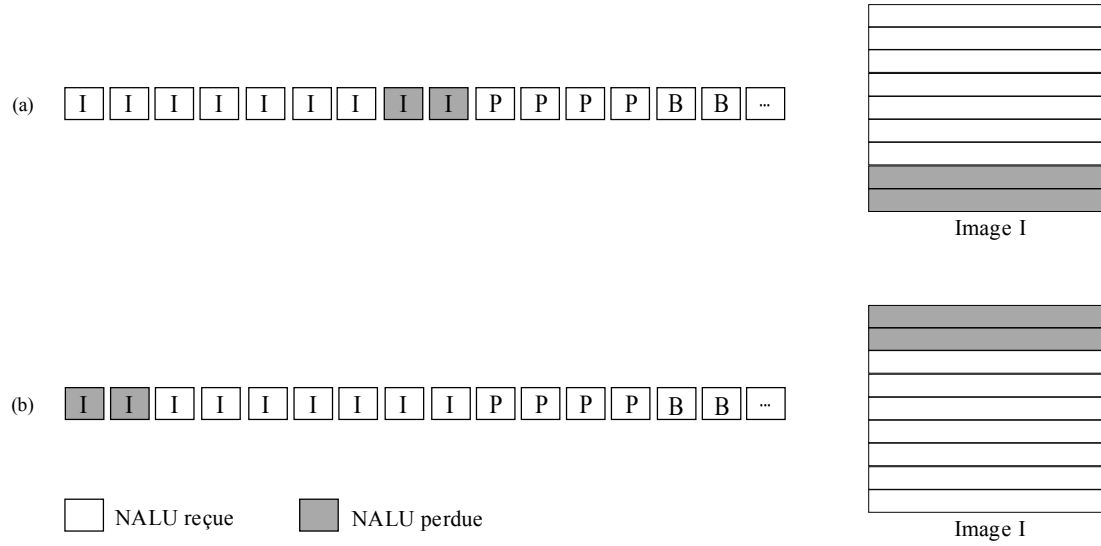 (a) I I I I I I I I I P P P P B B ...
Image I
(b) I I I I I I I I I P P P P B B ...
NALU reçue NALU perdue
Image I